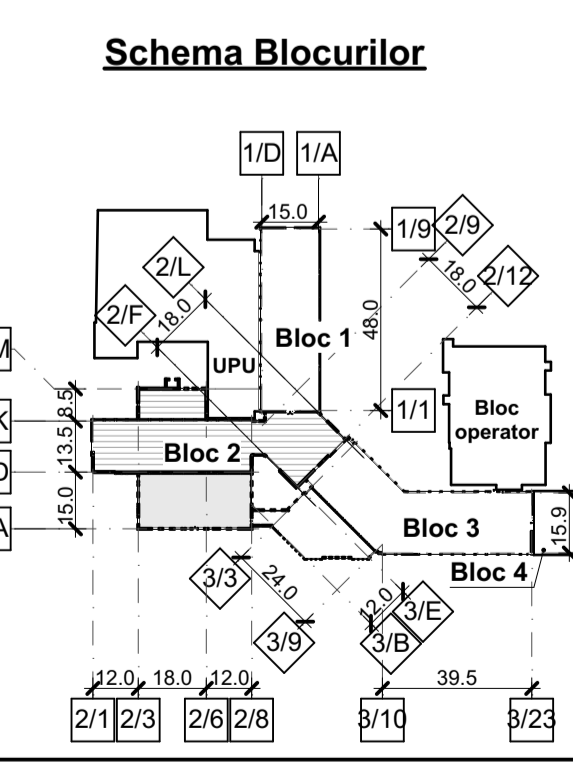 Schema Blocurilor
1/D 1/A
15.0
1/9 2/9
2/L
18.0 2/12
2/F 18.0
48.0
Bloc 1
M
UPU
8.5
1/1
Bloc
operator
K
13.5
Bloc 2
D
15.0
A
Bloc 3
15.9
Bloc 4
3/3 24.0
12.0 3/E
3/9 3/B
12.0 18.0 12.0 39.5
2/1 2/3 2/6 2/8 3/10 3/23